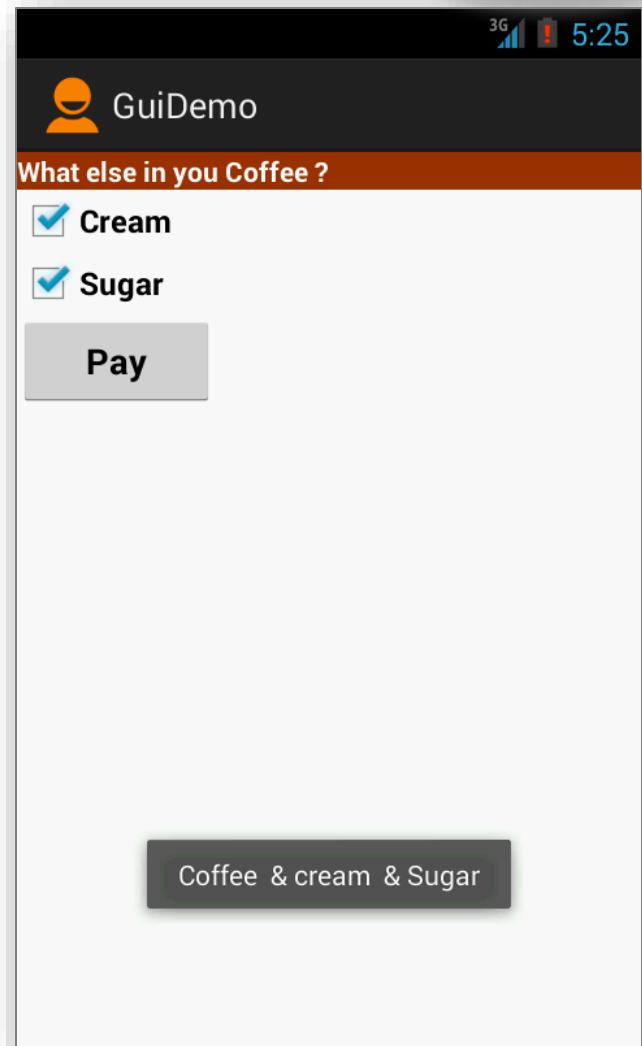 3G 5:25
GuiDemo
What else in you Coffee ?
Cream
Sugar
Pay
Coffee & cream & Sugar